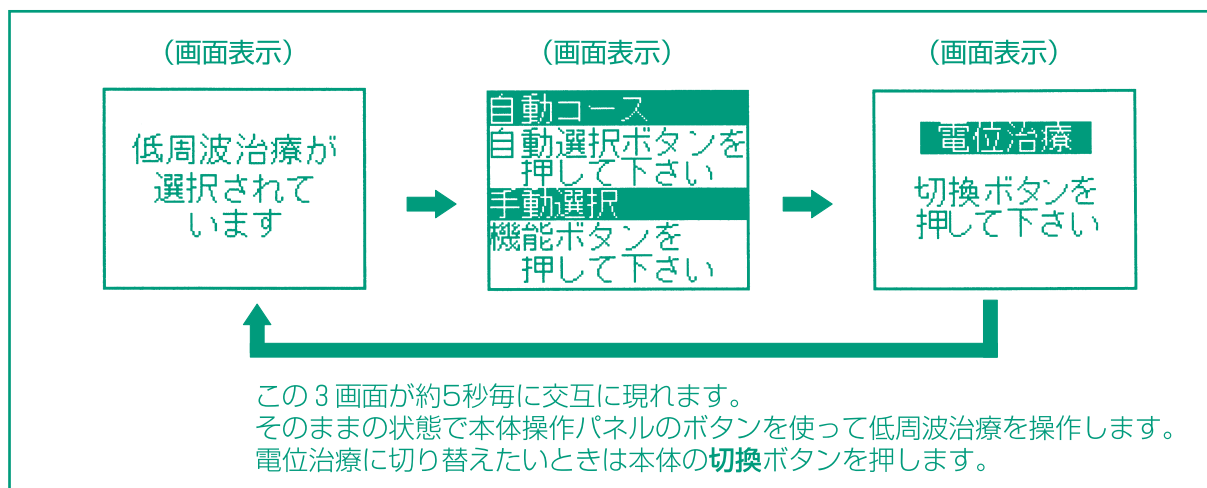 （画面表示）
低周波治療が
選択されて
います
（画面表示）
自動コース
自動選択ボタンを
押して下さい
手動選択
機能ボタンを
押して下さい
（画面表示）
電位治療
切換ボタンを
押して下さい
この３画面が約5秒毎に交互に現れます。
そのままの状態で本体操作パネルのボタンを使って低周波治療を操作します。
電位治療に切り替えたいときは本体の切換ボタンを押します。